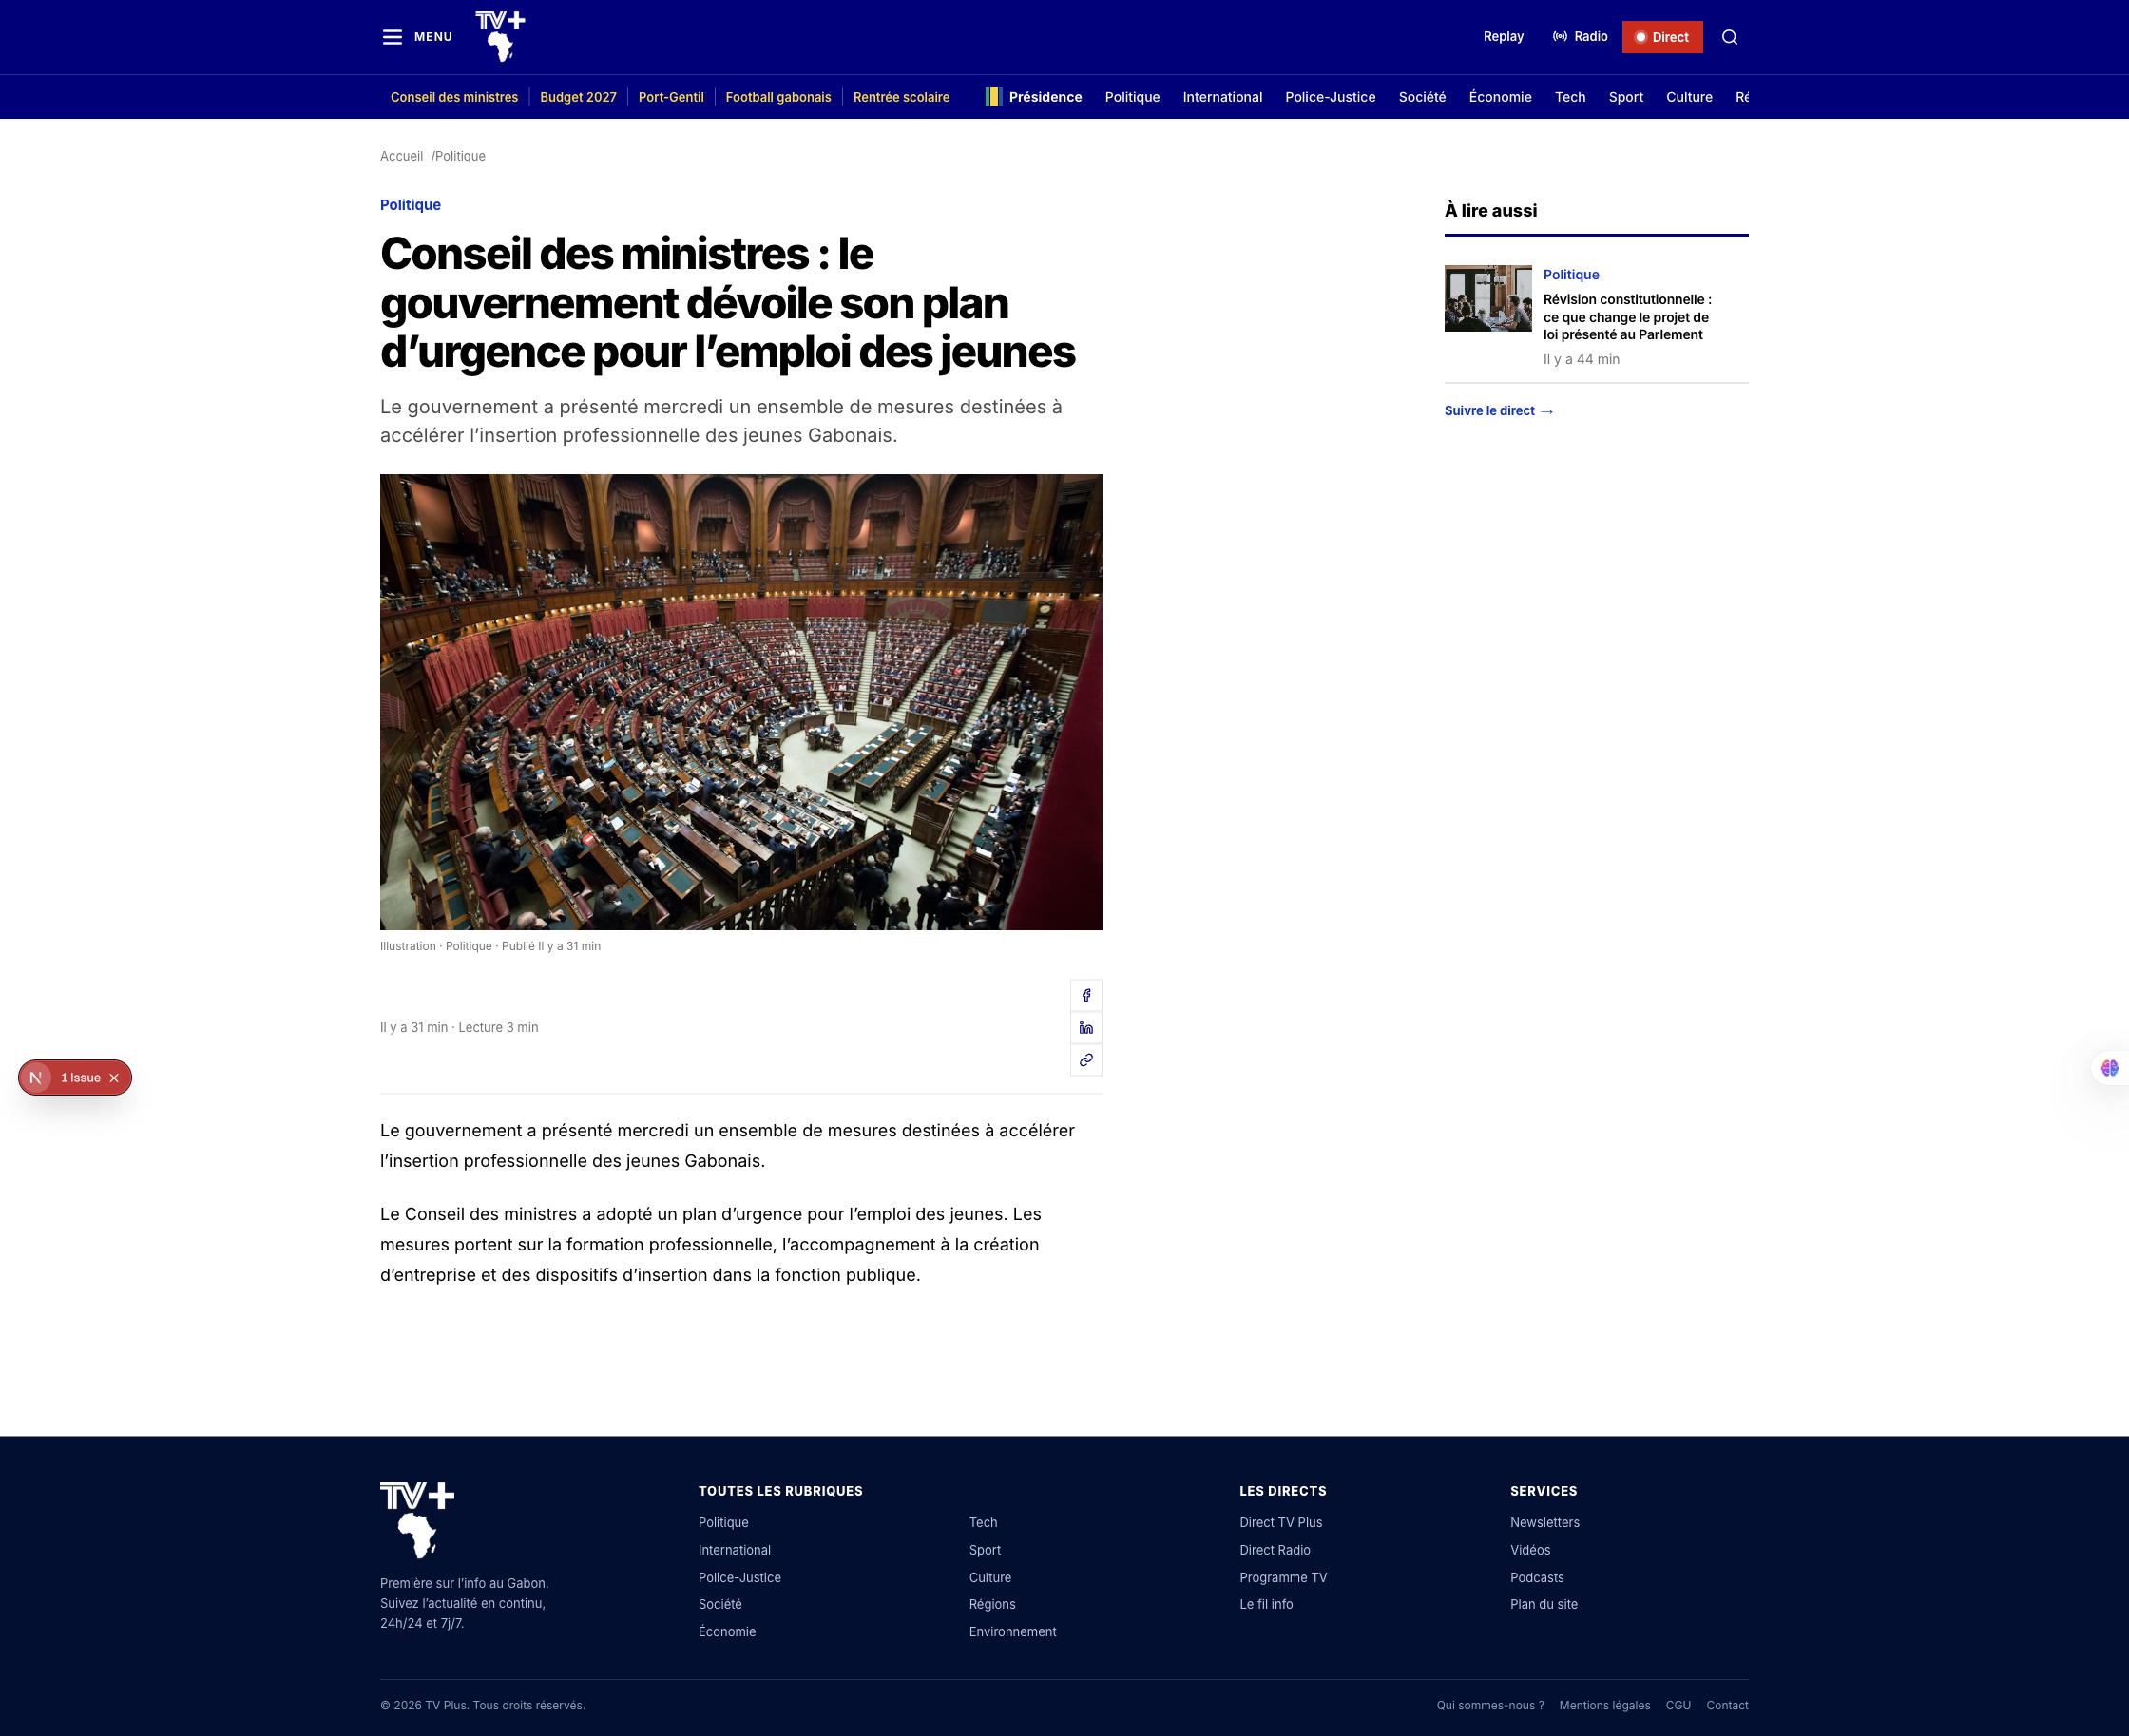 MENU
TV+
Replay
Radio
Direct
Conseil des ministres
Budget 2027
Port-Gentil
Football gabonais
Rentrée scolaire
Présidence
Politique
International
Police-Justice
Société
Économie
Tech
Sport
Culture
Ré
Accueil /Politique
Politique
Conseil des ministres : le
gouvernement dévoile son plan
d’urgence pour l’emploi des jeunes
Le gouvernement a présenté mercredi un ensemble de mesures destinées à
accélérer l’insertion professionnelle des jeunes Gabonais.
Illustration · Politique · Publié Il y a 31 min
Il y a 31 min · Lecture 3 min
Le gouvernement a présenté mercredi un ensemble de mesures destinées à accélérer
l’insertion professionnelle des jeunes Gabonais.
Le Conseil des ministres a adopté un plan d’urgence pour l’emploi des jeunes. Les
mesures portent sur la formation professionnelle, l’accompagnement à la création
d’entreprise et des dispositifs d’insertion dans la fonction publique.
À lire aussi
Politique
Révision constitutionnelle :
ce que change le projet de
loi présenté au Parlement
Il y a 44 min
Suivre le direct →
1 Issue
TV+
Première sur l’info au Gabon.
Suivez l’actualité en continu,
24h/24 et 7j/7.
TOUTES LES RUBRIQUES
Politique
International
Police-Justice
Société
Économie
Tech
Sport
Culture
Régions
Environnement
LES DIRECTS
Direct TV Plus
Direct Radio
Programme TV
Le fil info
SERVICES
Newsletters
Vidéos
Podcasts
Plan du site
© 2026 TV Plus. Tous droits réservés.
Qui sommes-nous ?
Mentions légales
CGU
Contact